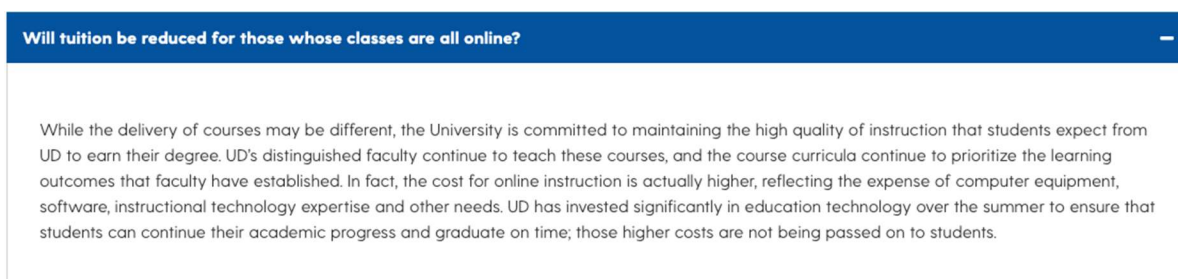 Will tuition be reduced for those whose classes are all online?
While the delivery of courses may be different, the University is committed to maintaining the high quality of instruction that students expect from
UD to earn their degree. UD's distinguished faculty continue to teach these courses, and the course curricula continue to prioritize the learning
outcomes that faculty have established. In fact, the cost for online instruction is actually higher, reflecting the expense of computer equipment,
software, instructional technology expertise and other needs. UD has invested significantly in education technology over the summer to ensure that
students can continue their academic progress and graduate on time; those higher costs are not being passed on to students.